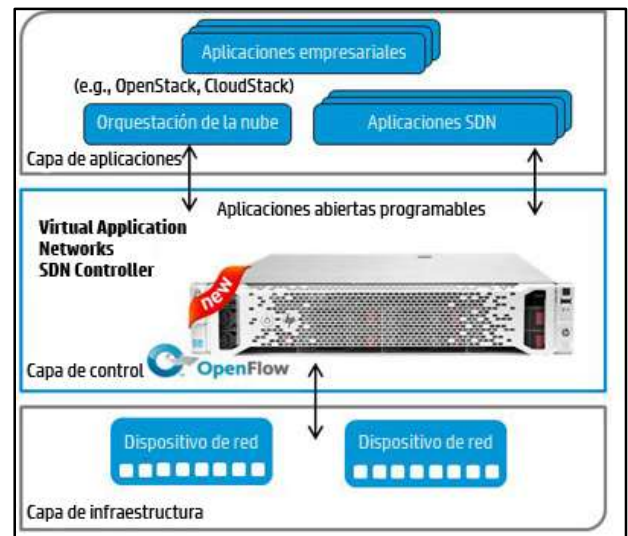 Aplicaciones empresariales
(e.g., OpenStack, CloudStack)
Orquestación de la nube
Aplicaciones SDN
Capa de aplicaciones
Aplicaciones abiertas programables
Virtual Application
Networks
SDN Controller
new
hp
Capa de control
OpenFlow
Dispositivo de red
Dispositivo de red
Capa de infraestructura